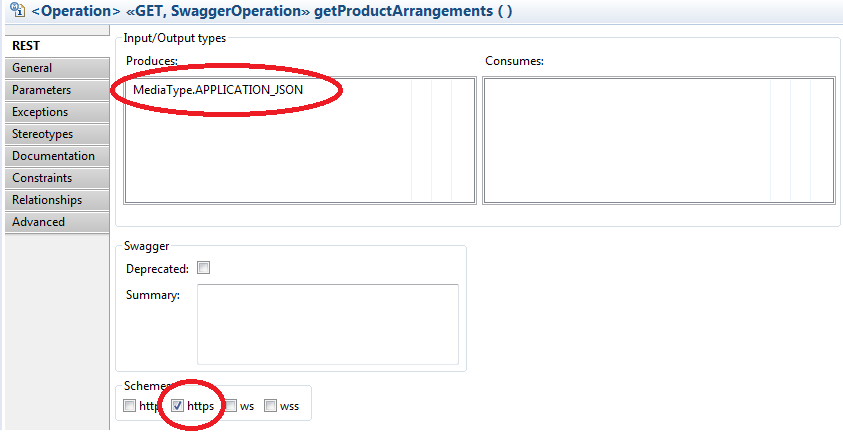 <Operation> «GET, SwaggerOperation» getProductArrangements ( )
REST
General
Parameters
Exceptions
Stereotypes
Documentation
Constraints
Relationships
Advanced
Input/Output types
Produces:
Consumes:
MediaType.APPLICATION_JSON
Swagger
Deprecated:
Summary:
Schemes
http
https
ws
wss